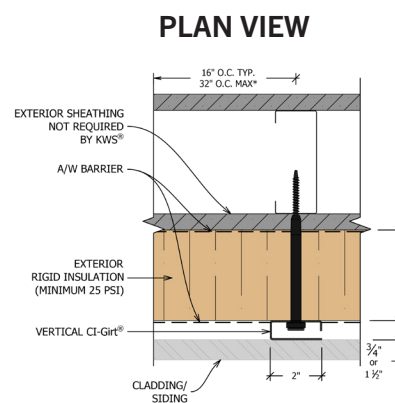 PLAN VIEW
16" O.C. TYP.
32" O.C. MAX*
EXTERIOR SHEATHING
NOT REQUIRED
BY KWS®
A/W BARRIER
EXTERIOR
RIGID INSULATION
(MINIMUM 25 PSI)
VERTICAL CI-Girt®
3/4"
or
1 1/2"
2"
CLADDING/
SIDING